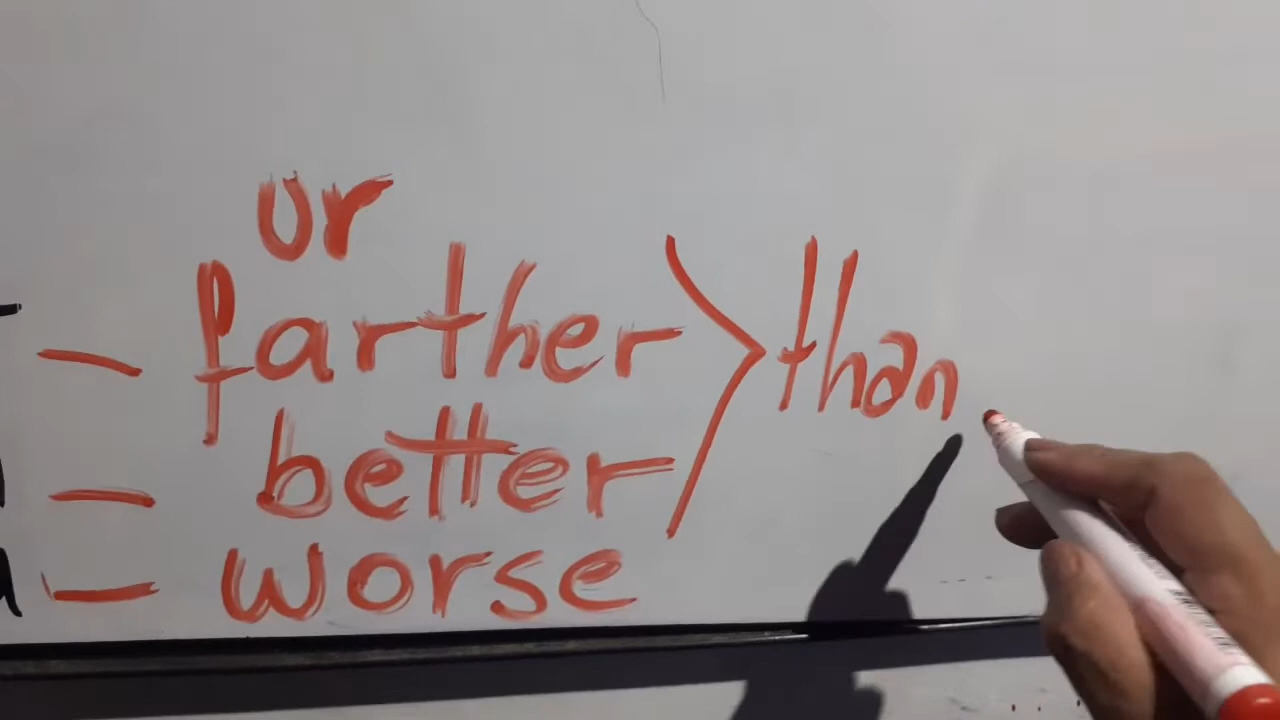 or
– farther > than
– better
– worse